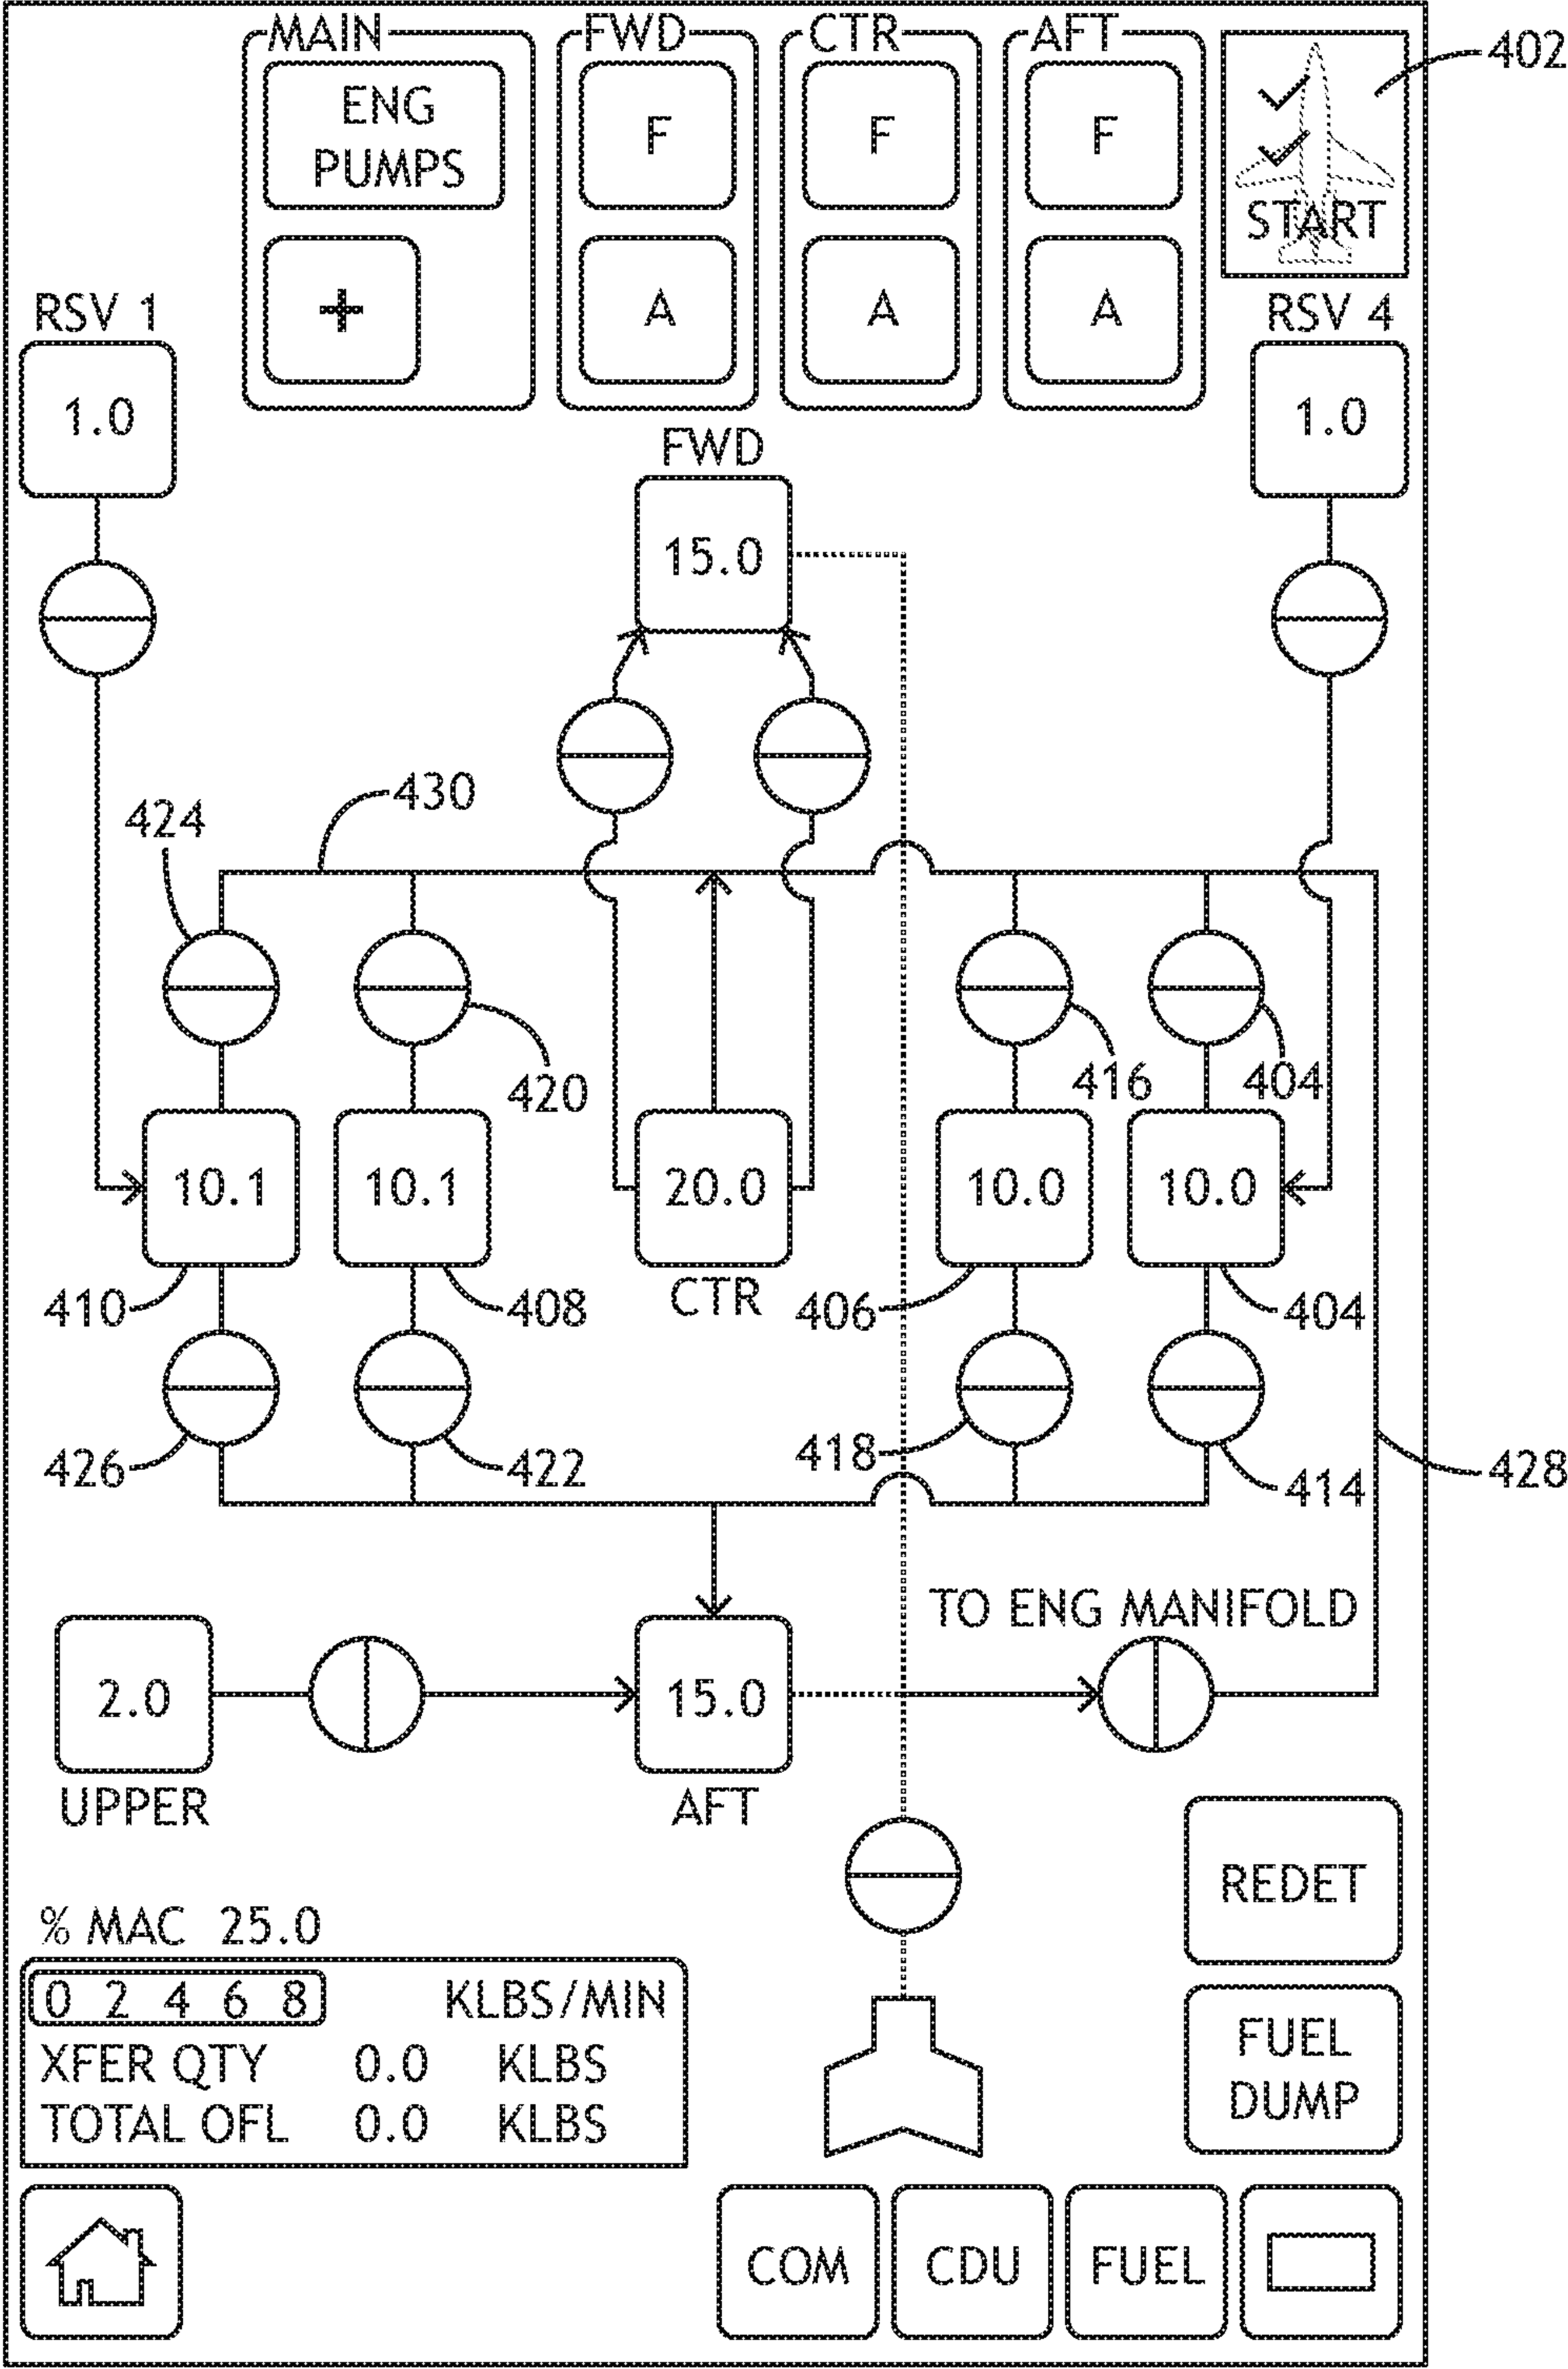 MAIN FWD CTR AFT
402
ENG
PUMPS
F F F
START
+ A A A
RSV 1 RSV 4
1.0 1.0
FWD
15.0
430
424
420 416 404
10.1 10.1 20.0 10.0 10.0
410 408 CTR 406 404
426 422 418 414 428
TO ENG MANIFOLD
2.0 15.0
UPPER AFT
REDET
% MAC 25.0
0 2 4 6 8 KLBS/MIN
XFER QTY 0.0 KLBS
TOTAL OFL 0.0 KLBS
FUEL
DUMP
COM CDU FUEL